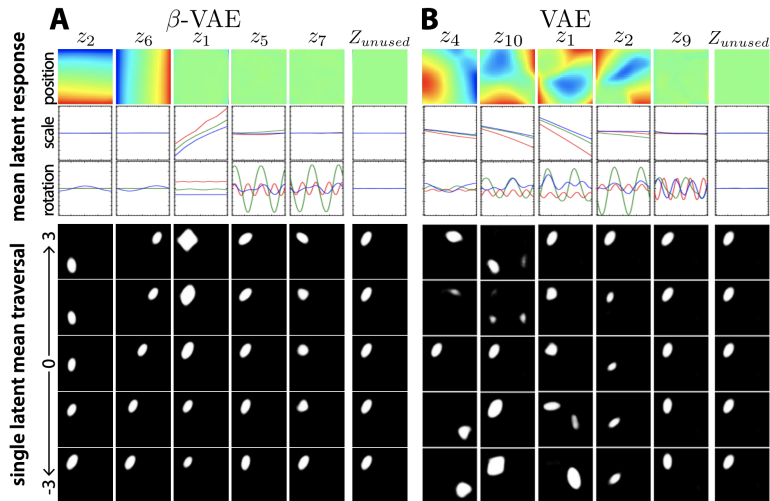 A β-VAE
z2 z6 z1 z5 z7 Zunused
B VAE
z4 z10 z1 z2 z9 Zunused
mean latent response
position
scale
rotation
single latent mean traversal
3
0
-3